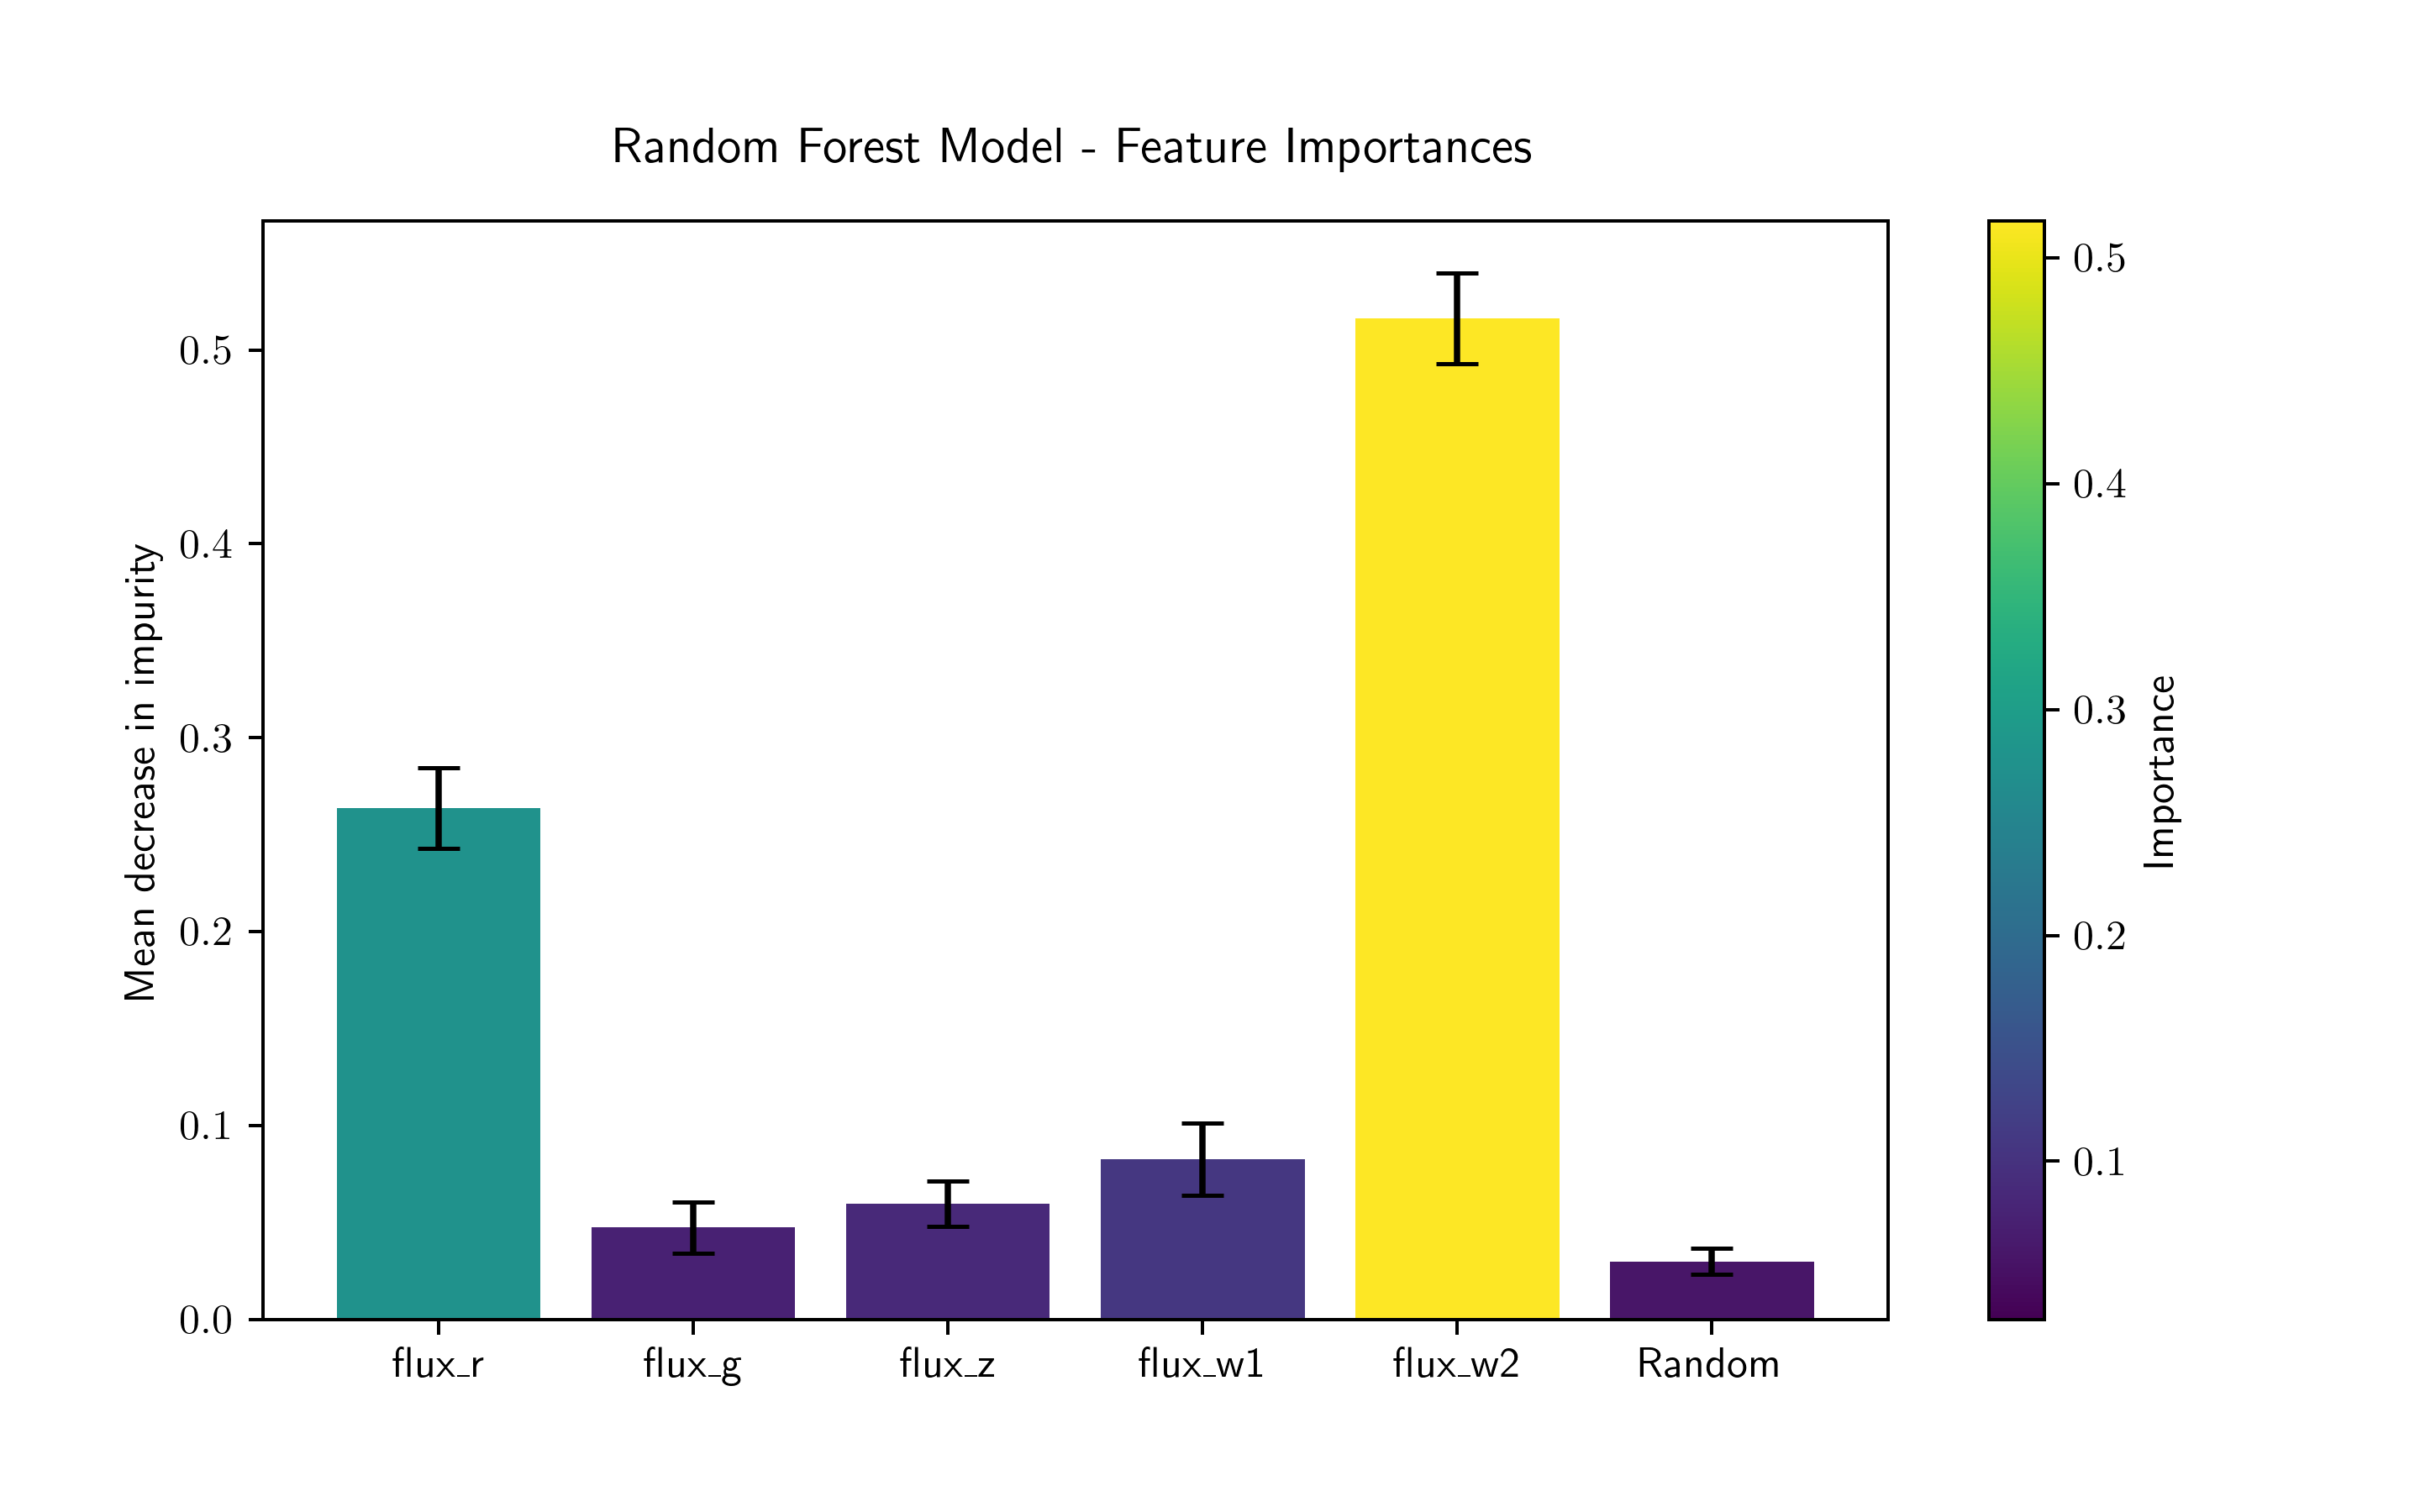 Random Forest Model - Feature Importances
Mean decrease in impurity
0.5
0.4
0.3
0.2
0.1
0.0
flux_r
flux_g
flux_z
flux_w1
flux_w2
Random
0.5
0.4
0.3
0.2
0.1
Importance